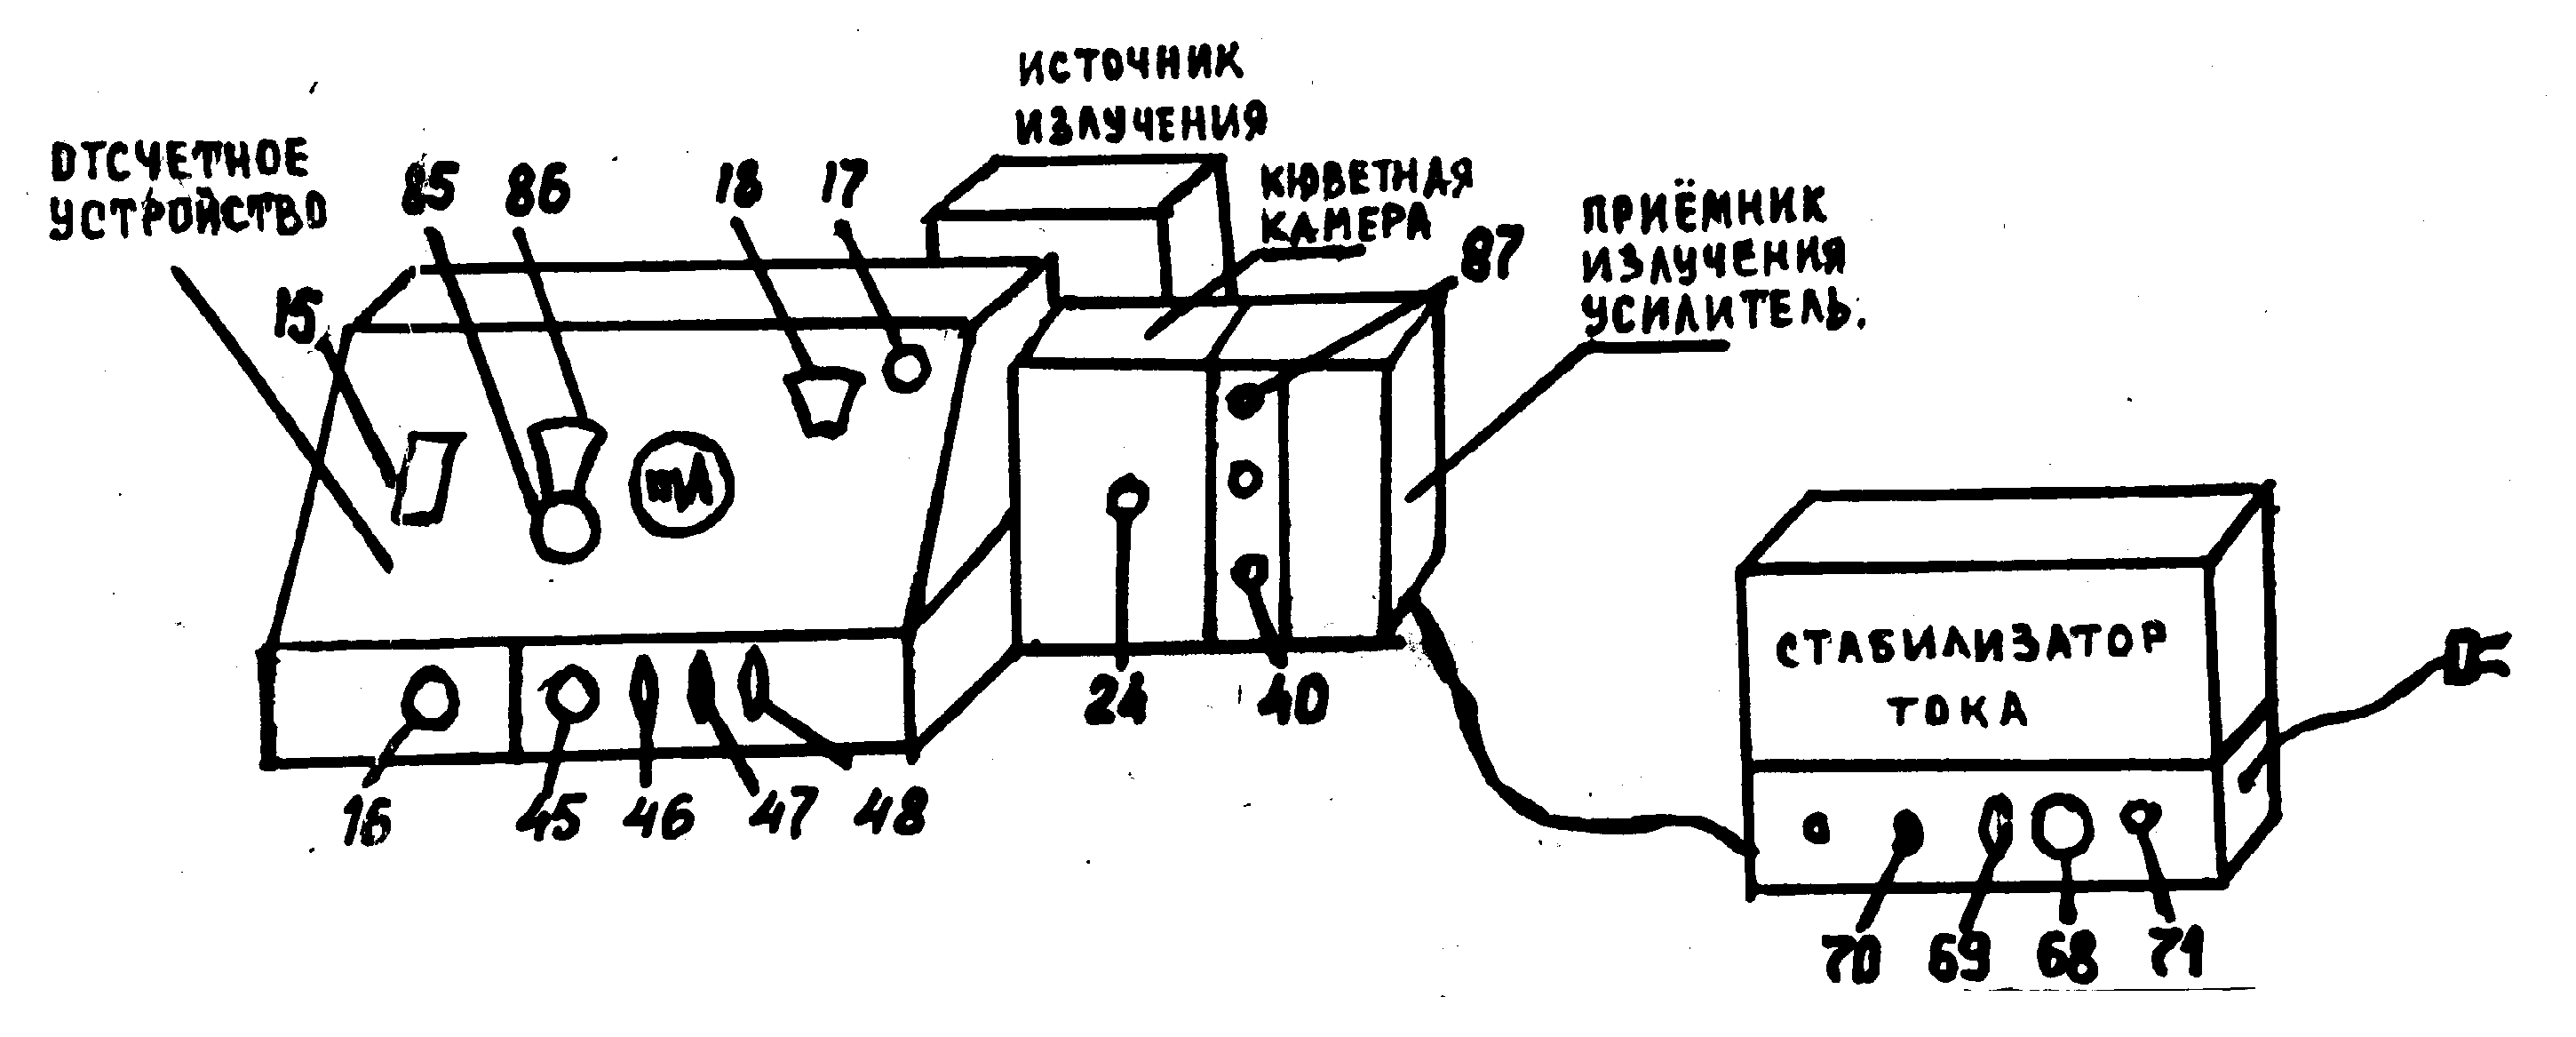 ИСТОЧНИК
ИЗЛУЧЕНИЯ
ОТСЧЕТНОЕ
УСТРОЙСТВО
85
86
18
17
КЮВЕТНАЯ
КАМЕРА
87
ПРИЁМНИК
ИЗЛУЧЕНИЯ
УСИЛИТЕЛЬ.
15
mA
СТАБИЛИЗАТОР
ТОКА
24
40
16
45
46
47
48
70
69
68
71